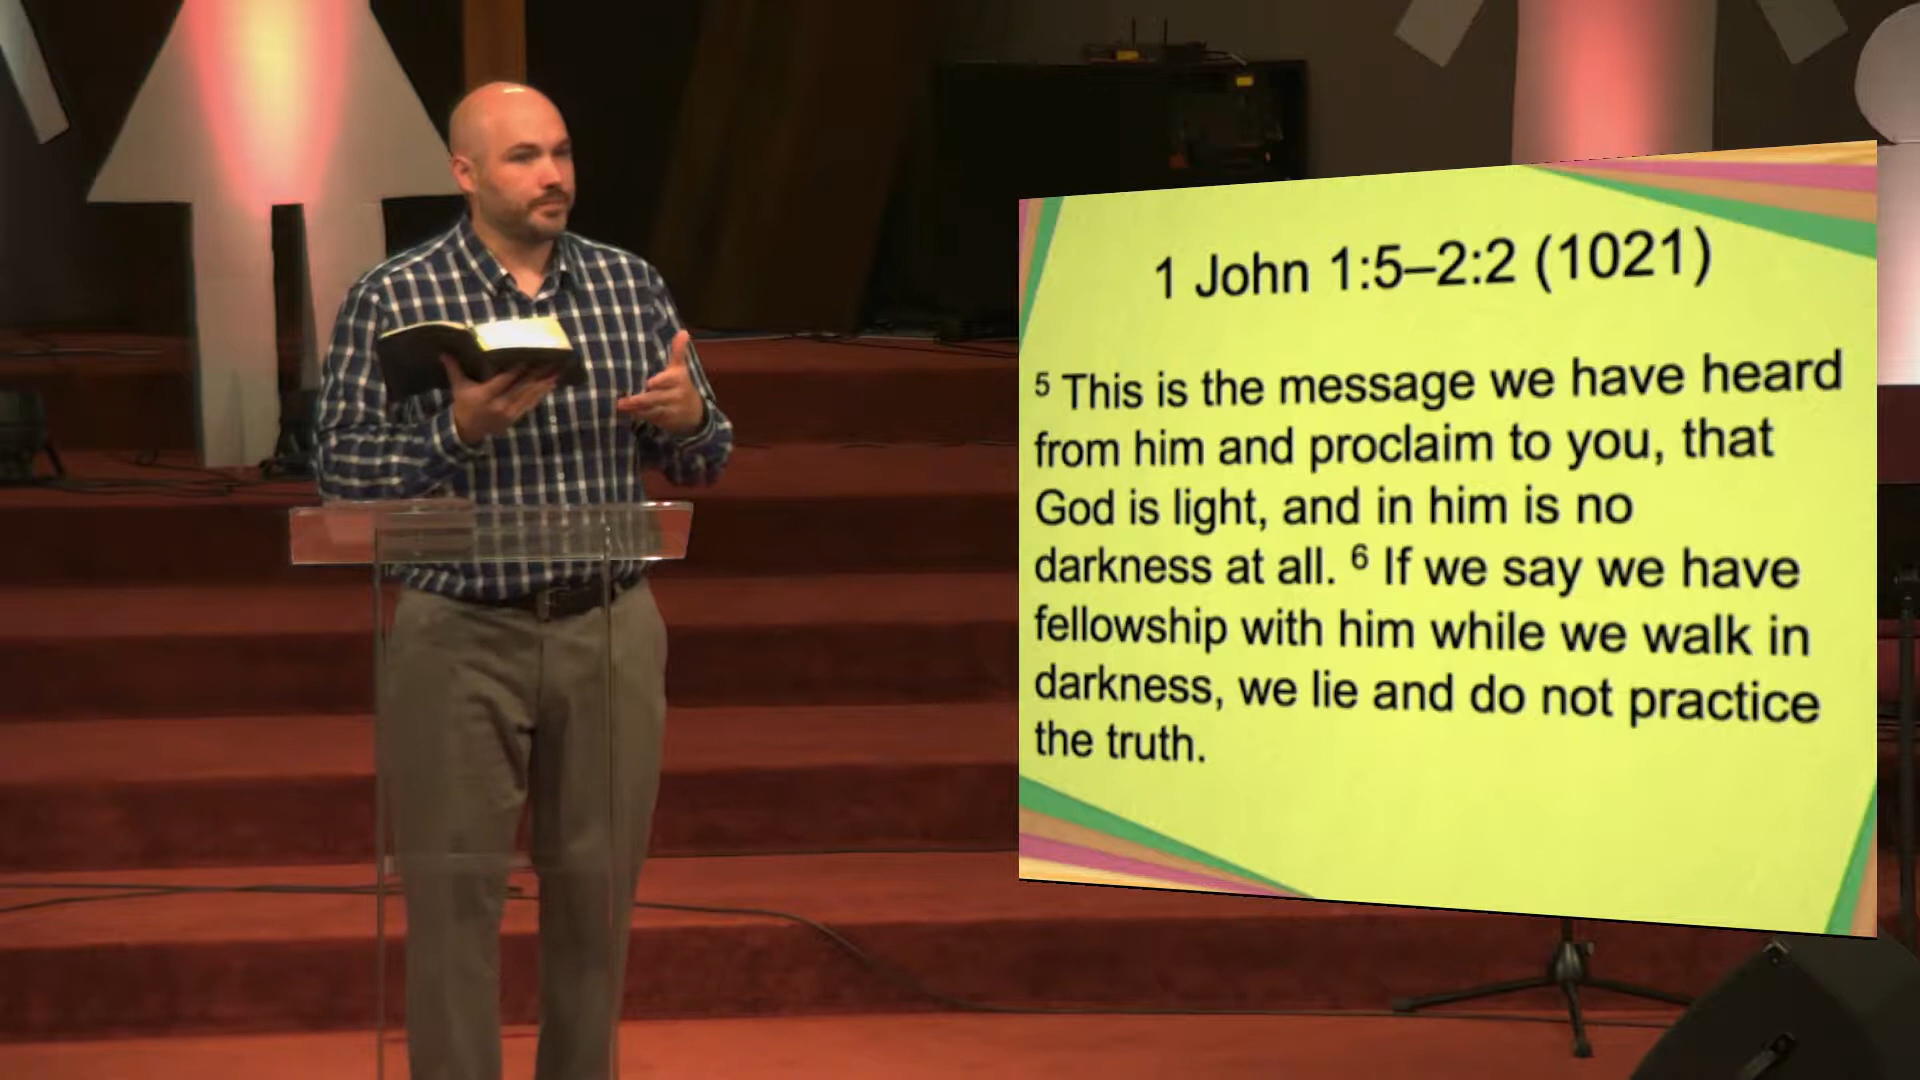 1 John 1:5–2:2 (1021)
5 This is the message we have heard
from him and proclaim to you, that
God is light, and in him is no
darkness at all. 6 If we say we have
fellowship with him while we walk in
darkness, we lie and do not practice
the truth.